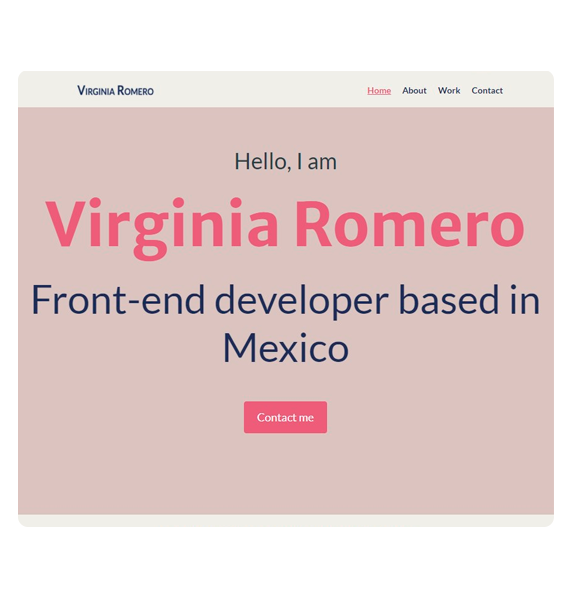 Virginia Romero
Home About Work Contact
Hello, I am
Virginia Romero
Front-end developer based in
Mexico
Contact me